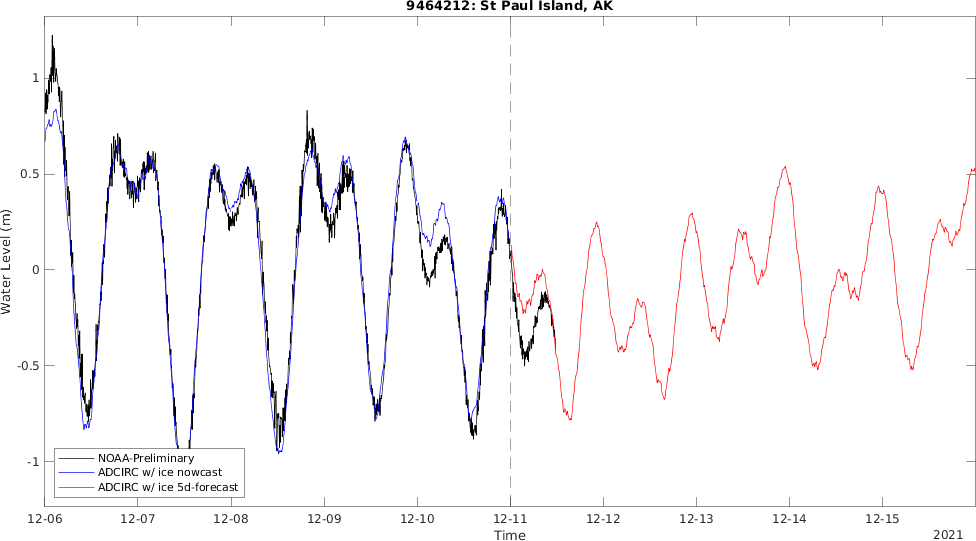 9464212: St Paul Island, AK
Water Level (m)
1
0.5
0
-0.5
-1
NOAA-Preliminary
ADCIRC w/ ice nowcast
ADCIRC w/ ice 5d-forecast
12-06 12-07 12-08 12-09 12-10 12-11 12-12 12-13 12-14 12-15
Time
2021